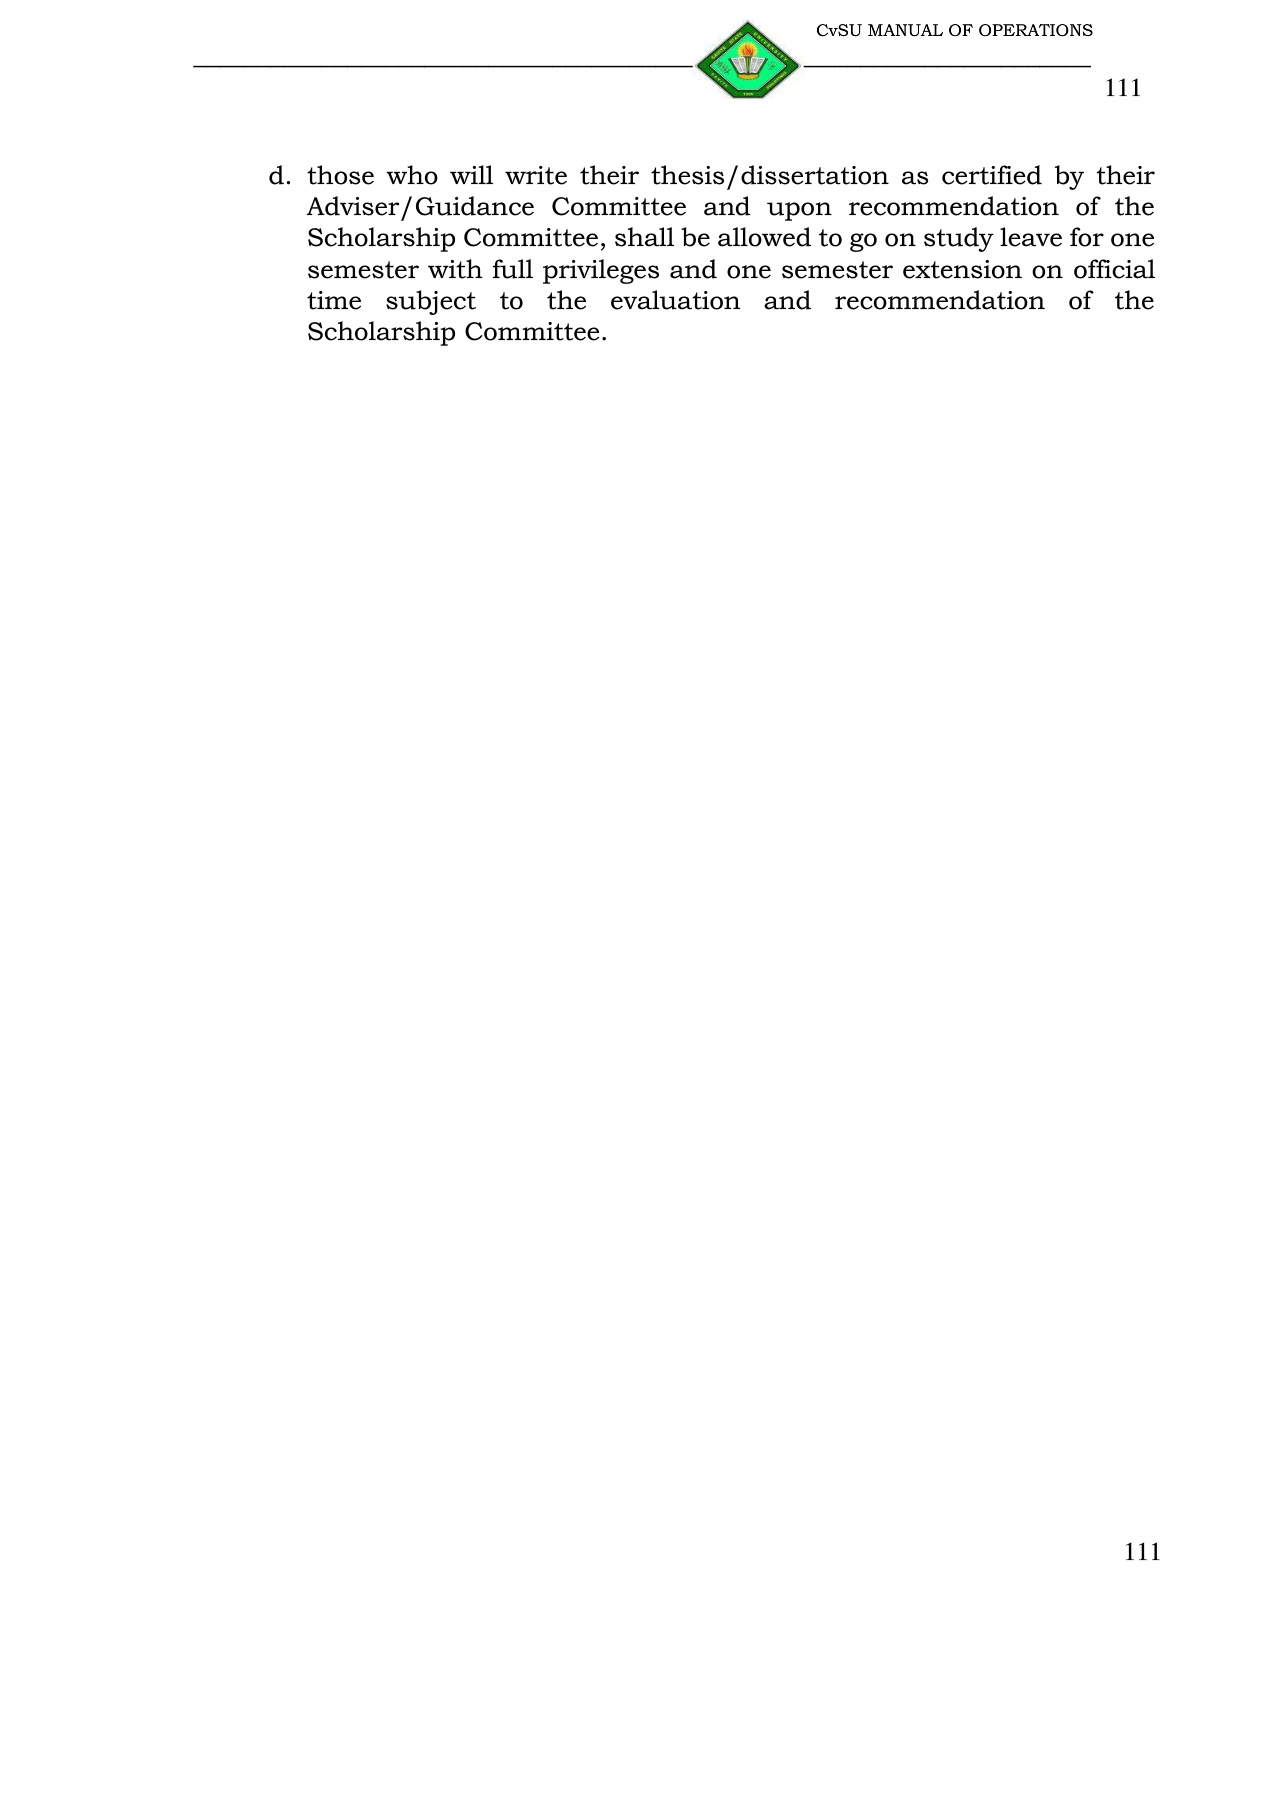 CvSU MANUAL OF OPERATIONS
111
d. those who will write their thesis/dissertation as certified by their
Adviser/Guidance Committee and upon recommendation of the
Scholarship Committee, shall be allowed to go on study leave for one
semester with full privileges and one semester extension on official
time subject to the evaluation and recommendation of the
Scholarship Committee.
111